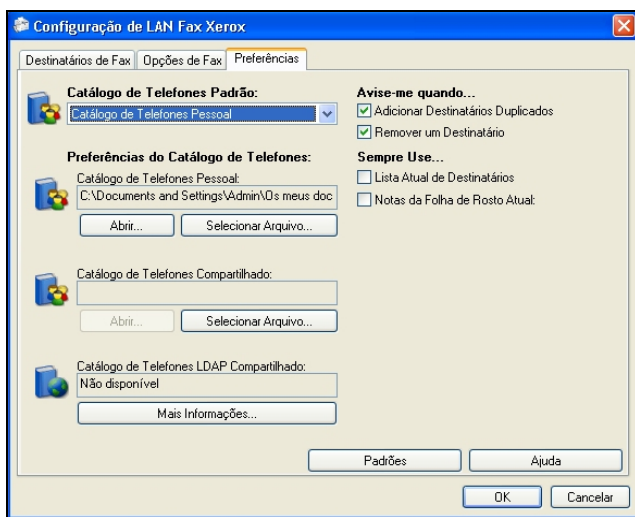 Configuração de LAN Fax Xerox
Destinatários de Fax
Opções de Fax
Preferências
Catálogo de Telefones Padrão:
Catálogo de Telefones Pessoal
Preferências do Catálogo de Telefones:
Catálogo de Telefones Pessoal:
C:\Documents and Settings\Admin\Os meus doc
Abrir...
Selecionar Arquivo...
Catálogo de Telefones Compartilhado:
Abrir...
Selecionar Arquivo...
Catálogo de Telefones LDAP Compartilhado:
Não disponível
Mais Informações...
Avise-me quando...
Adicionar Destinatários Duplicados
Remover um Destinatário
Sempre Use...
Lista Atual de Destinatários
Notas da Folha de Rosto Atual:
Padrões
Ajuda
OK
Cancelar